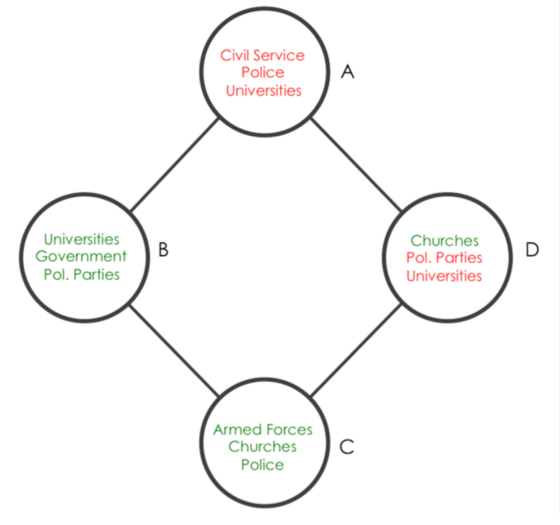 Civil Service
Police
Universities
A
Universities
Government
Pol. Parties
B
Churches
Pol. Parties
Universities
D
Armed Forces
Churches
Police
C